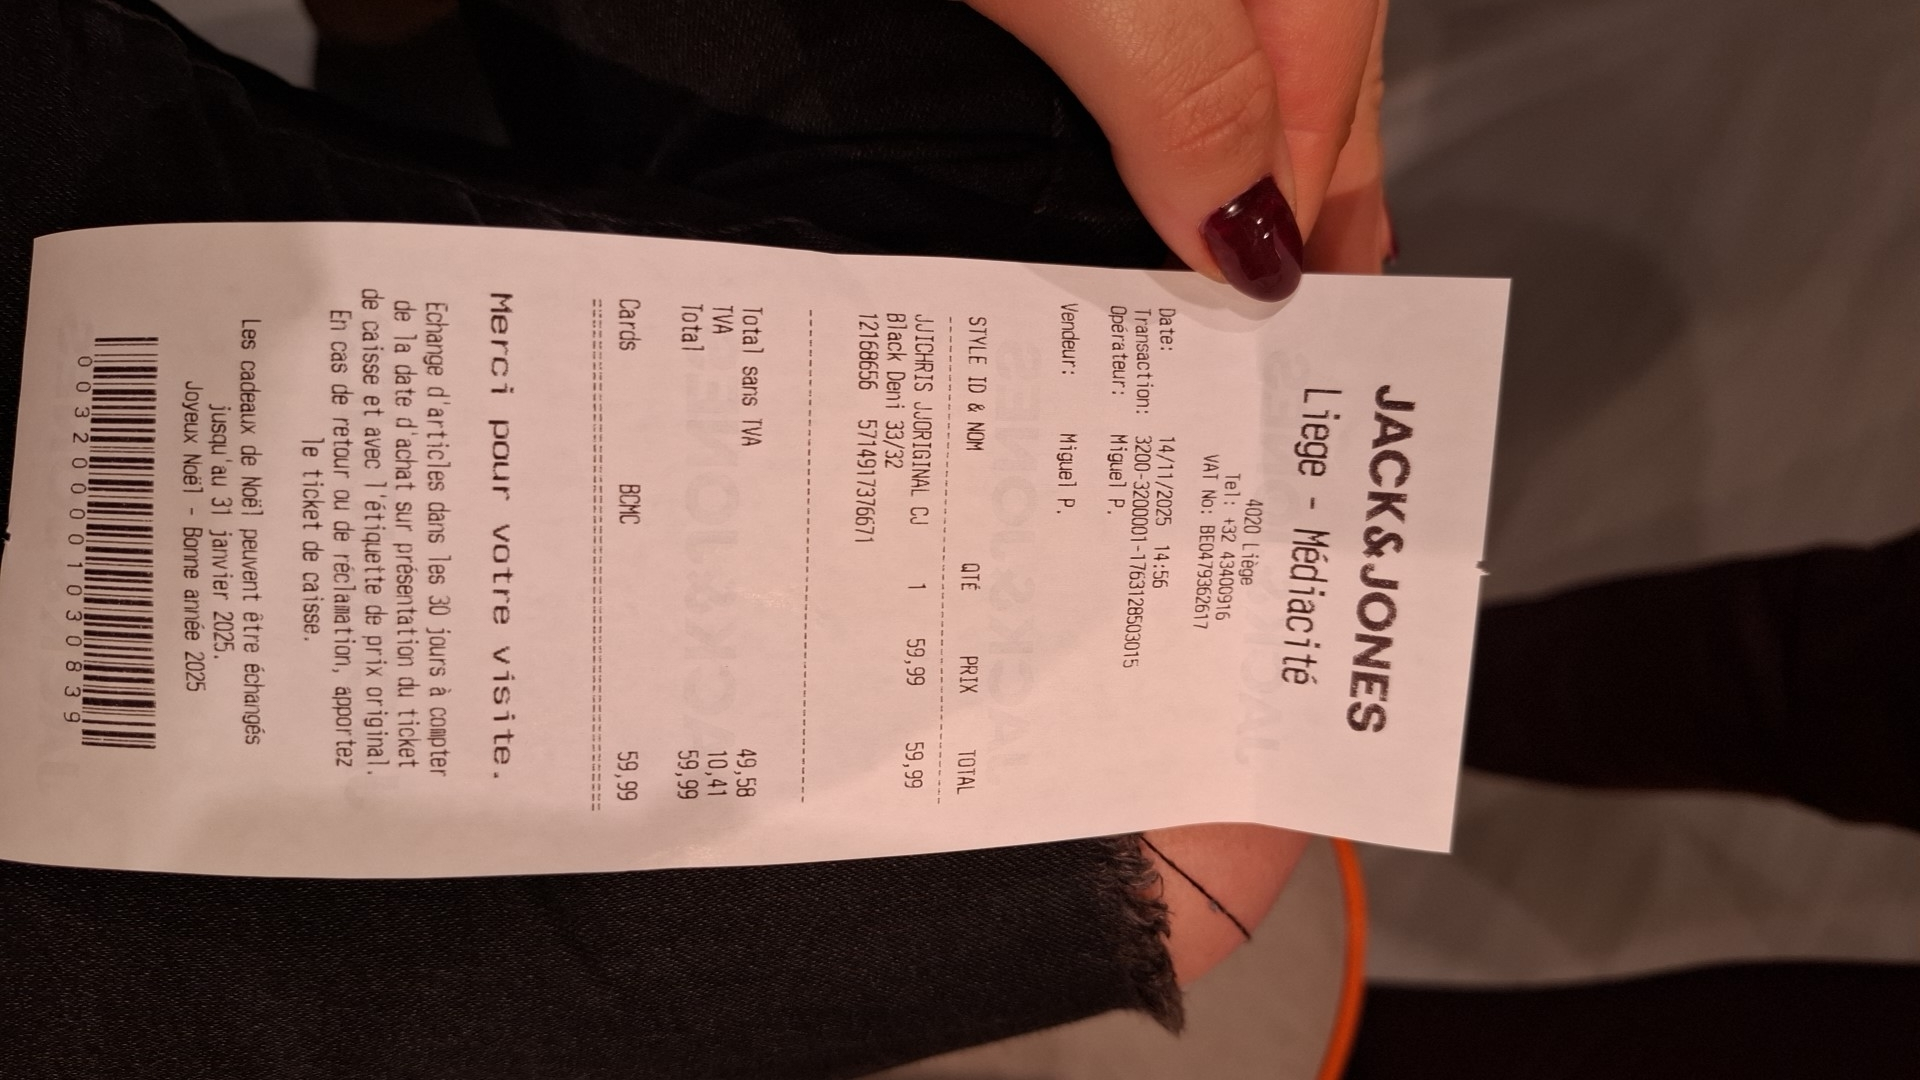 JACK&JONES
Liege - Médiacité
4020 Liège
Tel: +32 43400916
VAT No: BE0479362617
Date: 14/11/2025 14:56
Transaction: 3200-3200001-1763128503015
Opérateur: Miguel P.
Vendeur: Miguel P.
STYLE ID & NOM QTÉ PRIX TOTAL
JJICHRIS JJORIGINAL CJ 1 59,99 59,99
Black Deni 33/32
12168656 5714917376671
Total sans TVA 49,58
TVA 10,41
Total 59,99
Cards BCMC 59,99
Merci pour votre visite.
Echange d'articles dans les 30 jours à compter
de la date d'achat sur présentation du ticket
de caisse et avec l'étiquette de prix original.
En cas de retour ou de réclamation, apportez
le ticket de caisse.
Les cadeaux de Noël peuvent être échangés
jusqu'au 31 janvier 2025.
Joyeux Noël - Bonne année 2025
003200001030839